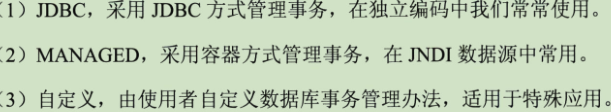 （1）JDBC，采用 JDBC 方式管理事务，在独立编码中我们常常使用。
（2）MANAGED，采用容器方式管理事务，在 JNDI 数据源中常用。
（3）自定义，由使用者自定义数据库事务管理办法，适用于特殊应用。